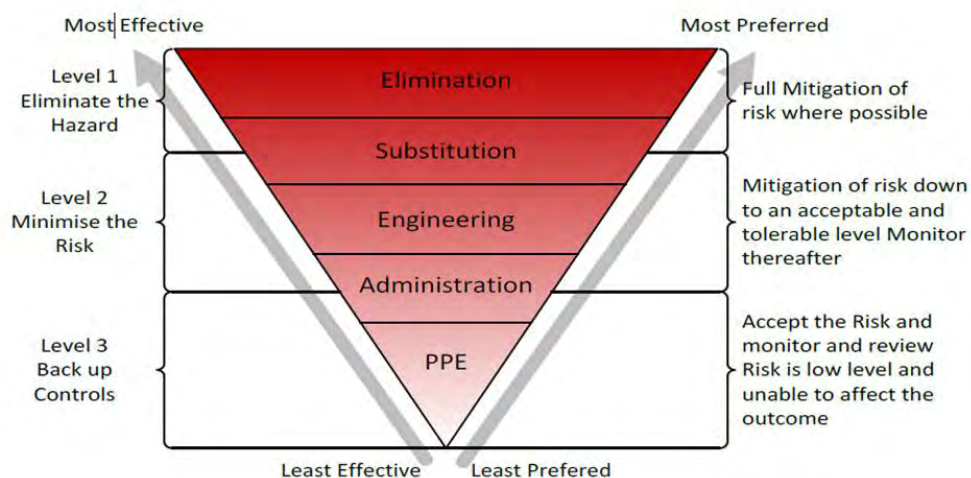 Most Effective
Most Preferred
Level 1
Eliminate the
Hazard
Elimination
Full Mitigation of
risk where possible
Substitution
Level 2
Minimise the
Risk
Engineering
Mitigation of risk down
to an acceptable and
tolerable level Monitor
thereafter
Administration
Level 3
Back up
Controls
PPE
Accept the Risk and
monitor and review
Risk is low level and
unable to affect the
outcome
Least Effective
Least Prefered